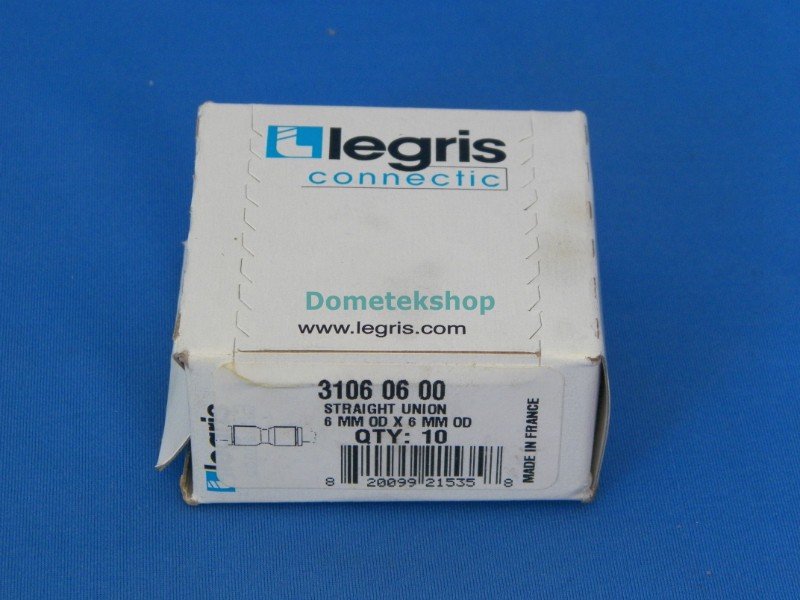 legris
connectic
Dometekshop
www.legris.com
3106 06 00
STRAIGHT UNION
6 MM OD X 6 MM OD
QTY: 10
8 20099 21535 8
MADE IN FRANCE
legris